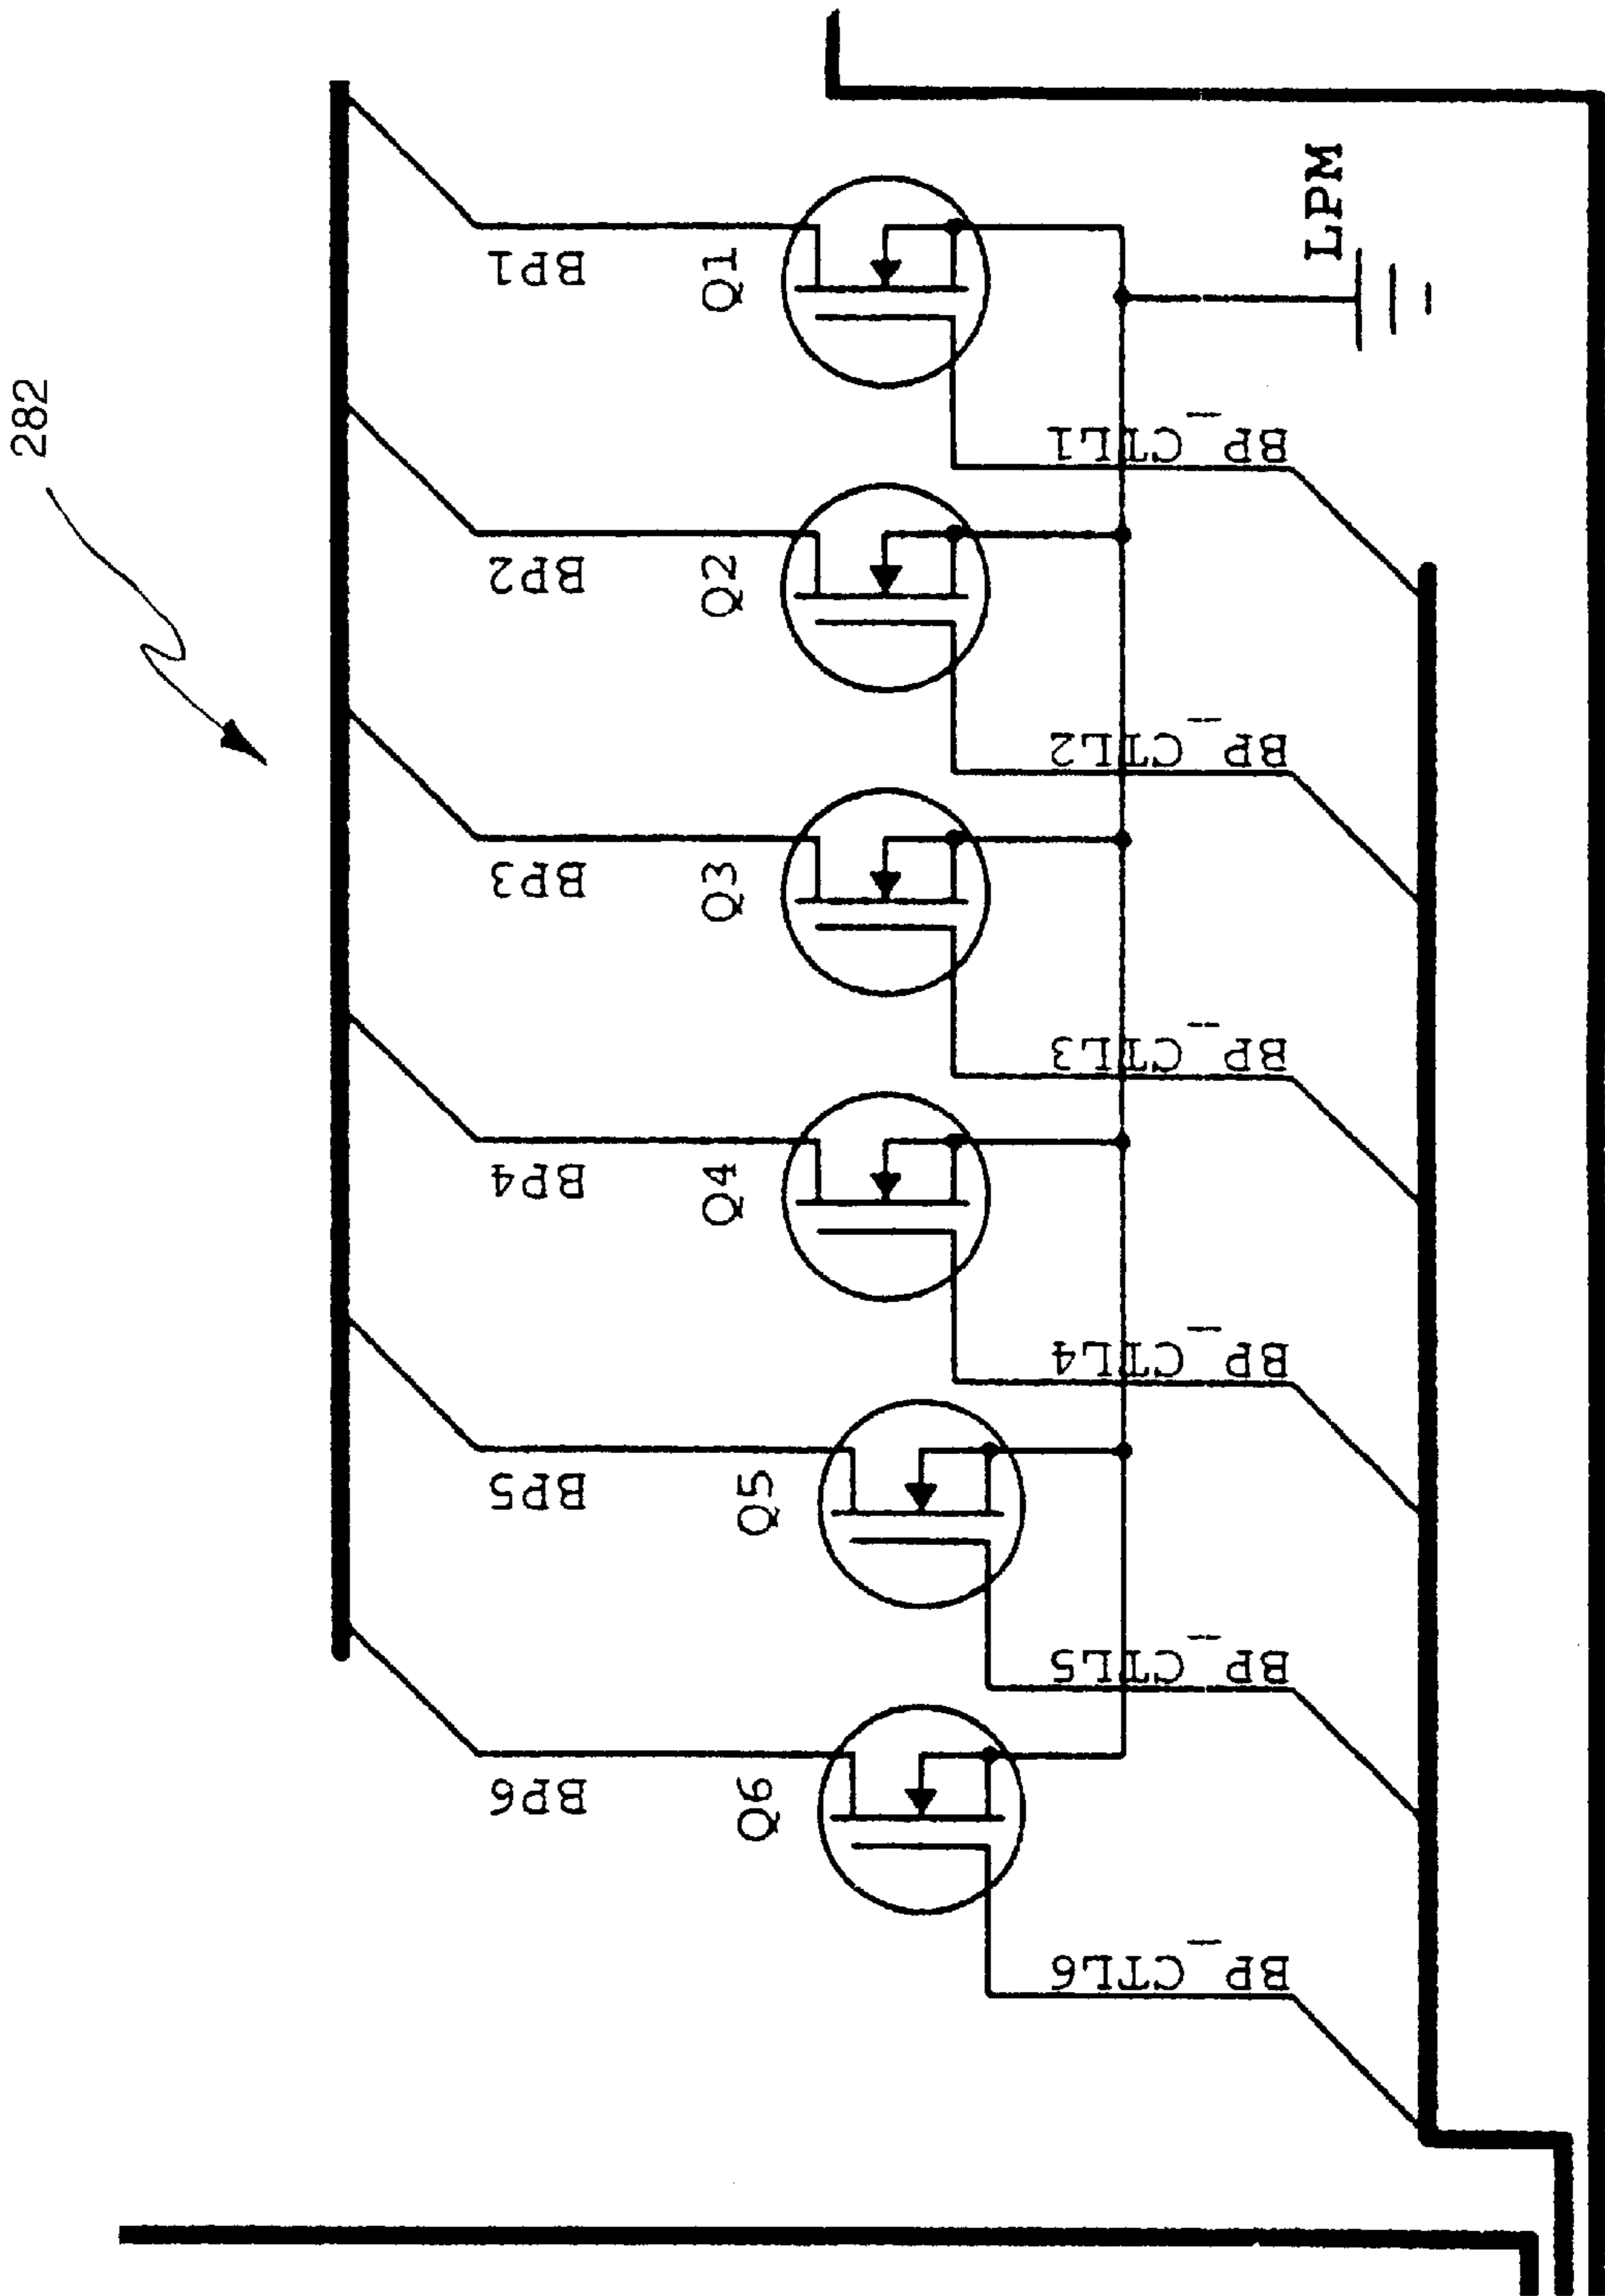 282
BP1
BP2
BP3
BP4
BP5
BP6
Q1
Q2
Q3
Q4
Q5
Q6
BP_CTL1
BP_CTL2
BP_CTL3
BP_CTL4
BP_CTL5
BP_CTL6
LPM